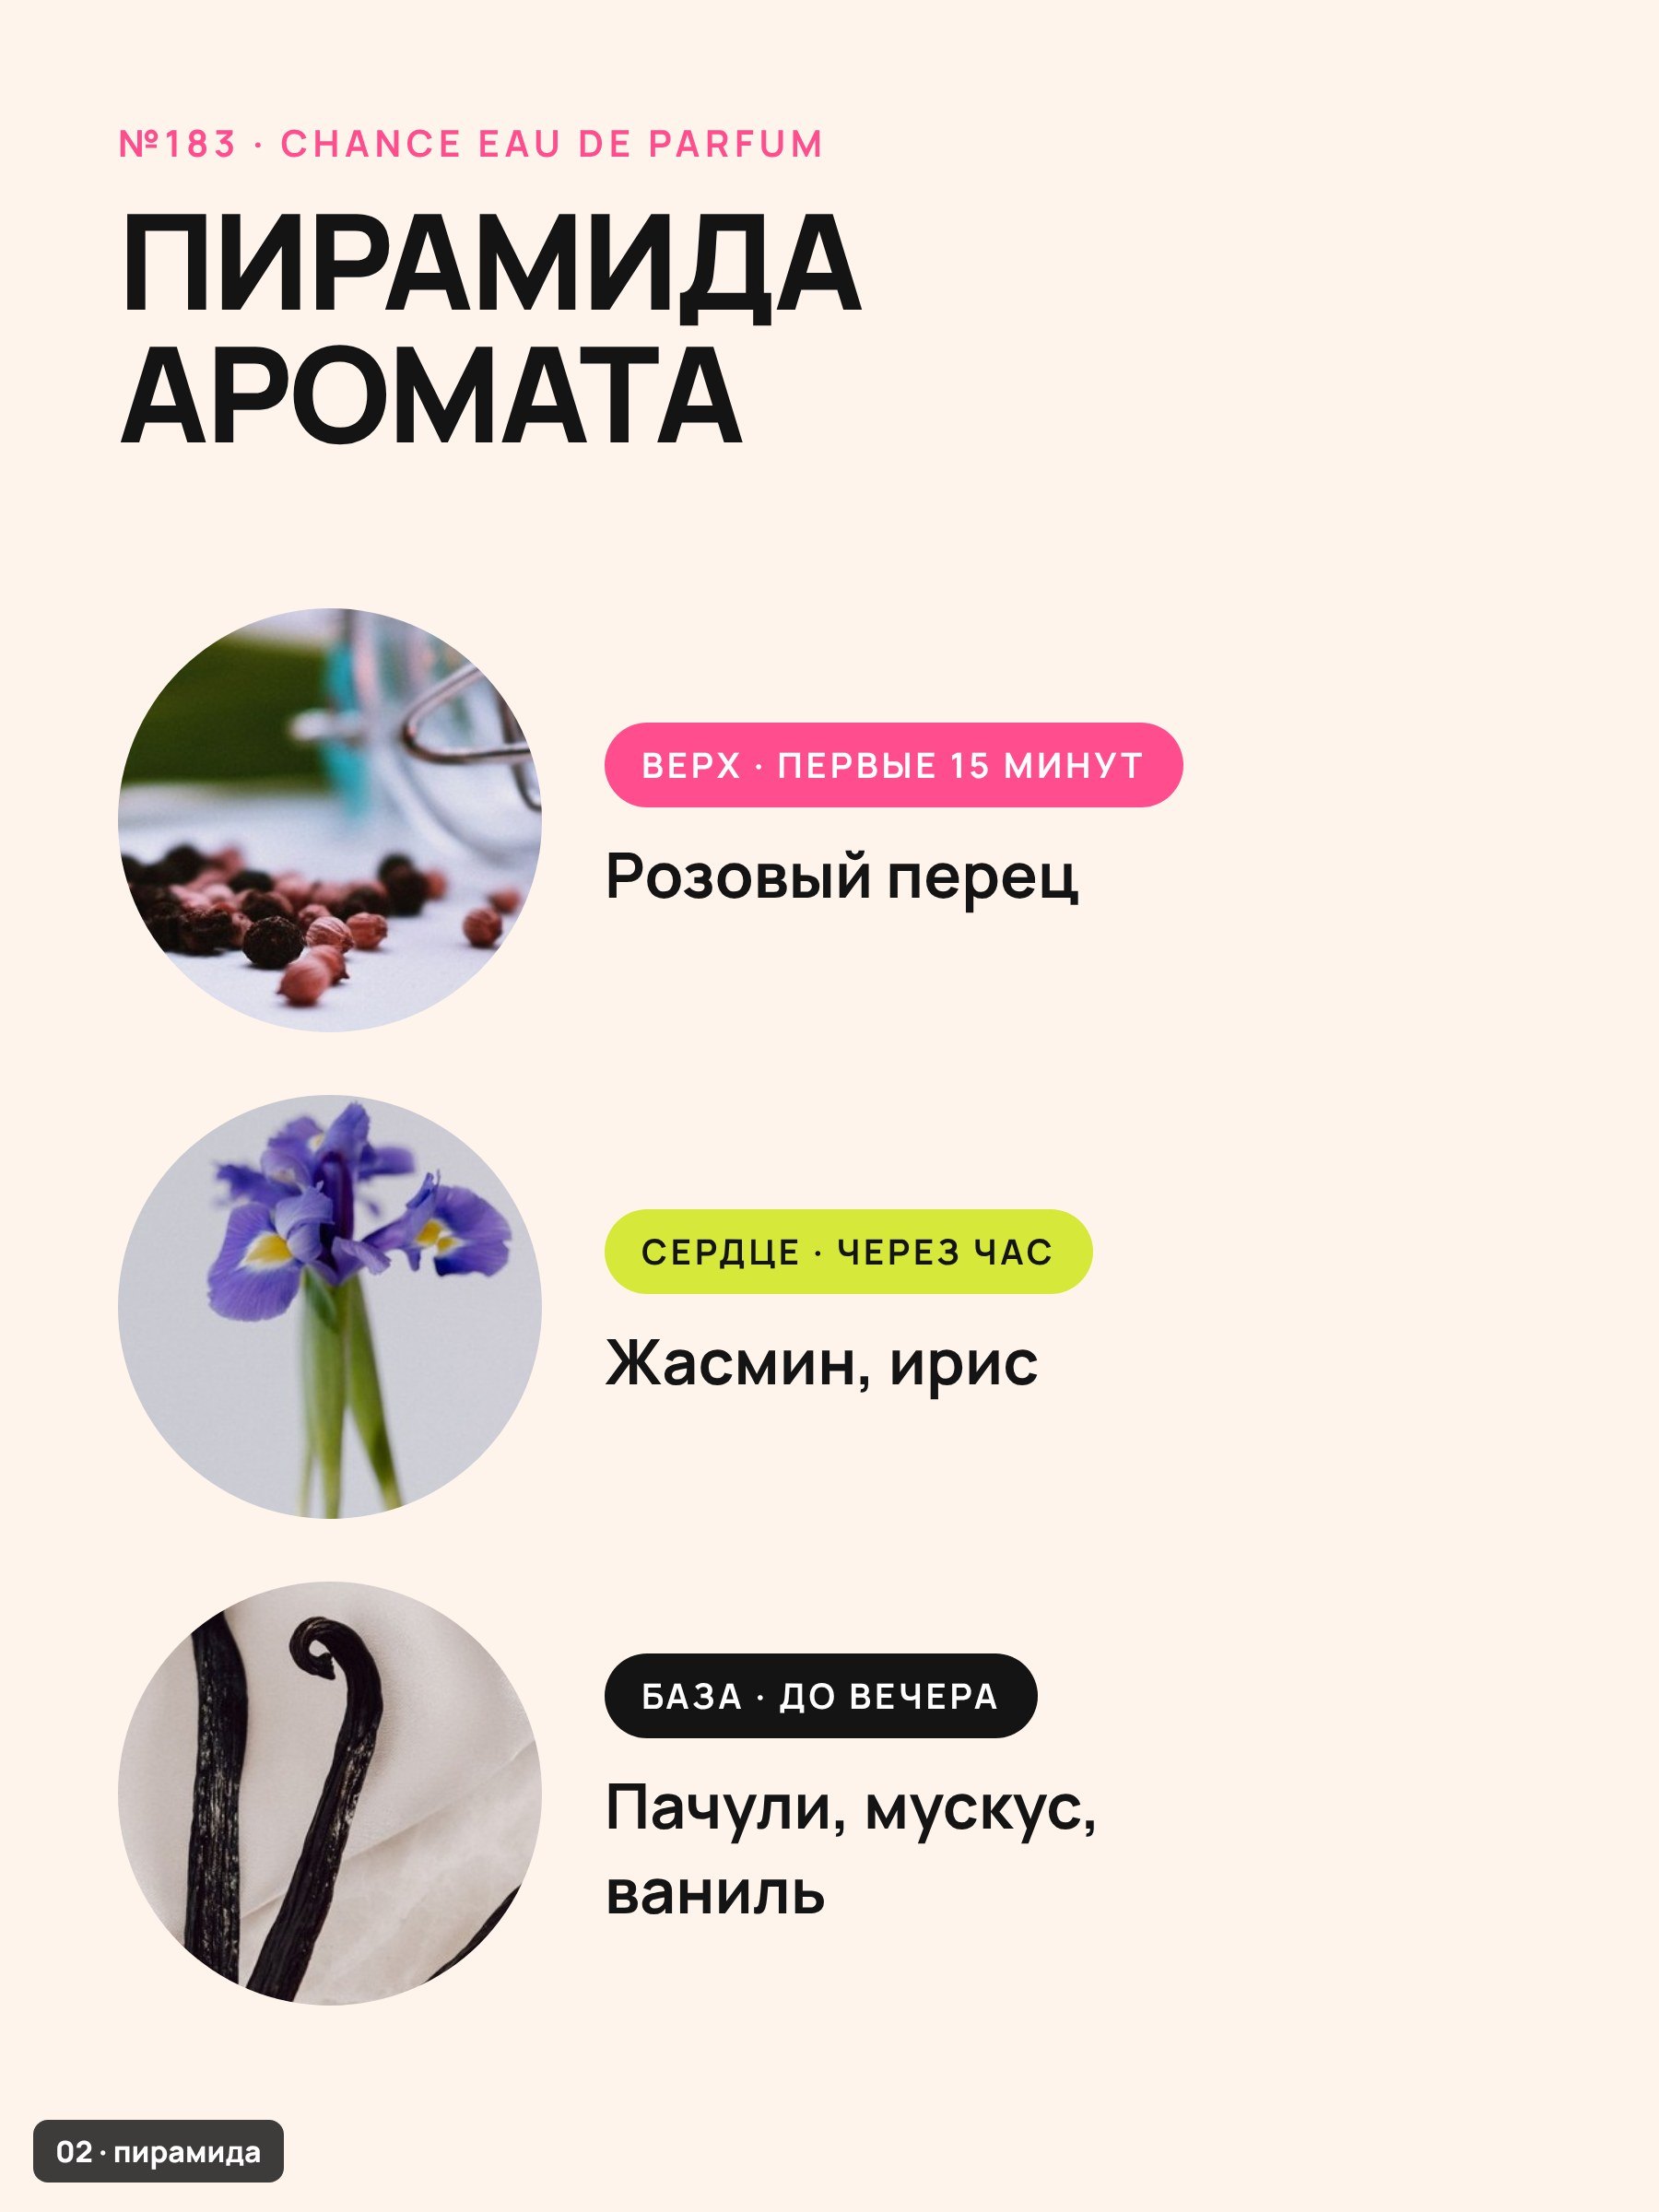 №183 · CHANCE EAU DE PARFUM
ПИРАМИДА
АРОМАТА
ВЕРХ · ПЕРВЫЕ 15 МИНУТ
Розовый перец
СЕРДЦЕ · ЧЕРЕЗ ЧАС
Жасмин, ирис
БАЗА · ДО ВЕЧЕРА
Пачули, мускус,
ваниль
02 · пирамида